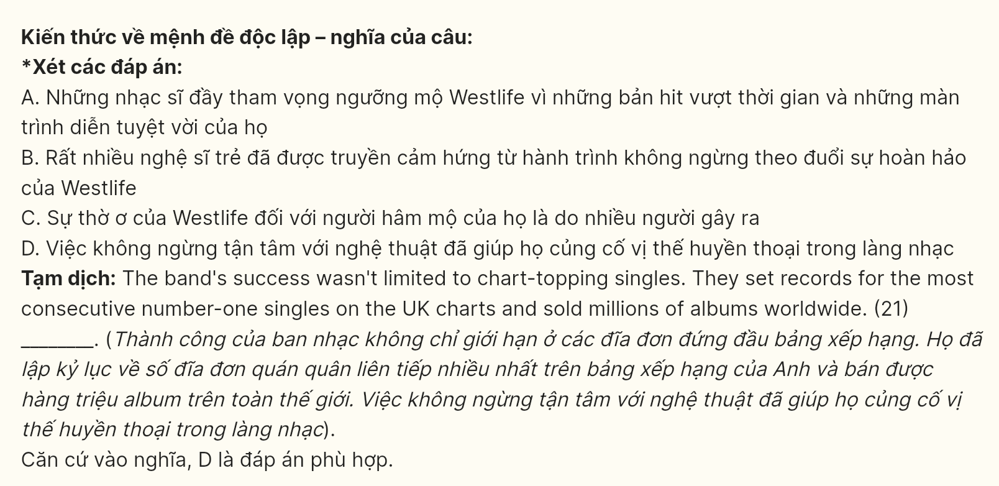 Kiến thức về mệnh đề độc lập – nghĩa của câu:
*Xét các đáp án:
A. Những nhạc sĩ đầy tham vọng ngưỡng mộ Westlife vì những bản hit vượt thời gian và những màn
trình diễn tuyệt vời của họ
B. Rất nhiều nghệ sĩ trẻ đã được truyền cảm hứng từ hành trình không ngừng theo đuổi sự hoàn hảo
của Westlife
C. Sự thờ ơ của Westlife đối với người hâm mộ của họ là do nhiều người gây ra
D. Việc không ngừng tận tâm với nghệ thuật đã giúp họ củng cố vị thế huyền thoại trong làng nhạc
Tạm dịch: The band's success wasn't limited to chart-topping singles. They set records for the most
consecutive number-one singles on the UK charts and sold millions of albums worldwide. (21)
________. (Thành công của ban nhạc không chỉ giới hạn ở các đĩa đơn đứng đầu bảng xếp hạng. Họ đã
lập kỷ lục về số đĩa đơn quán quân liên tiếp nhiều nhất trên bảng xếp hạng của Anh và bán được
hàng triệu album trên toàn thế giới. Việc không ngừng tận tâm với nghệ thuật đã giúp họ củng cố vị
thế huyền thoại trong làng nhạc).
Căn cứ vào nghĩa, D là đáp án phù hợp.